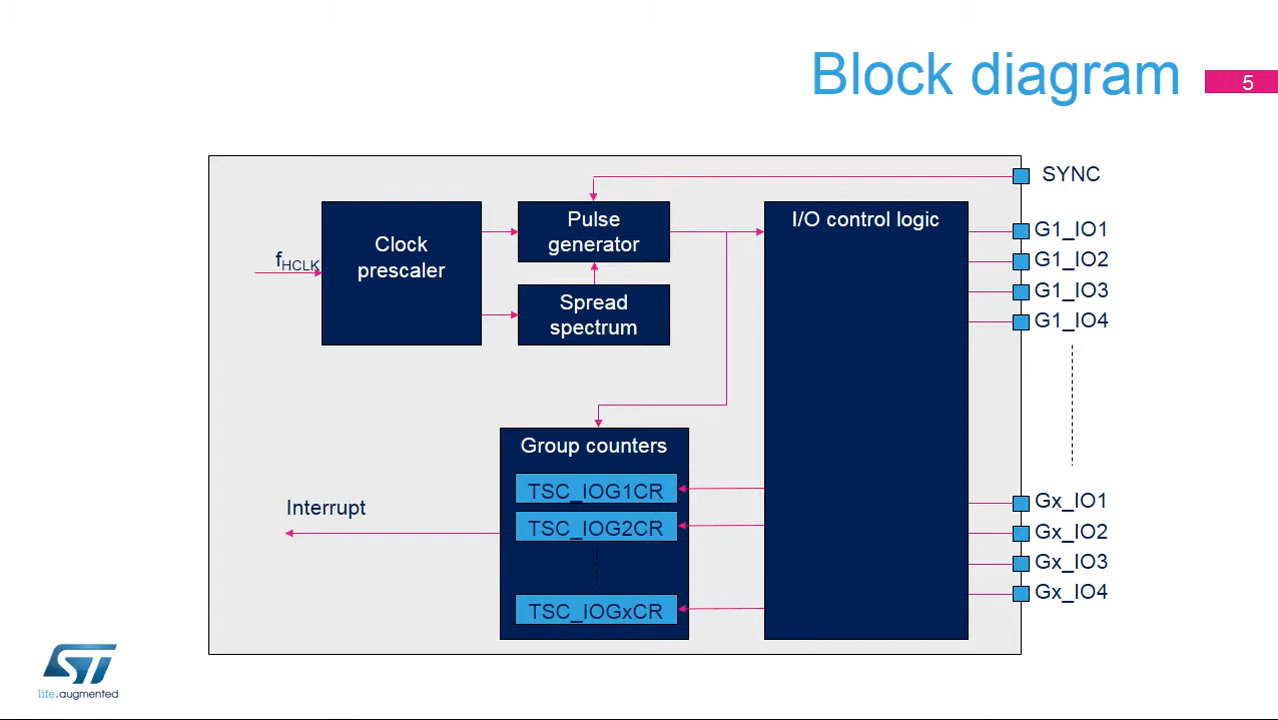 Block diagram
5
SYNC
Clock
prescaler
Pulse
generator
I/O control logic
G1_IO1
G1_IO2
G1_IO3
G1_IO4
fHCLK
Spread
spectrum
Group counters
TSC_IOG1CR
TSC_IOG2CR
TSC_IOGxCR
Interrupt
Gx_IO1
Gx_IO2
Gx_IO3
Gx_IO4
ST
life.augmented